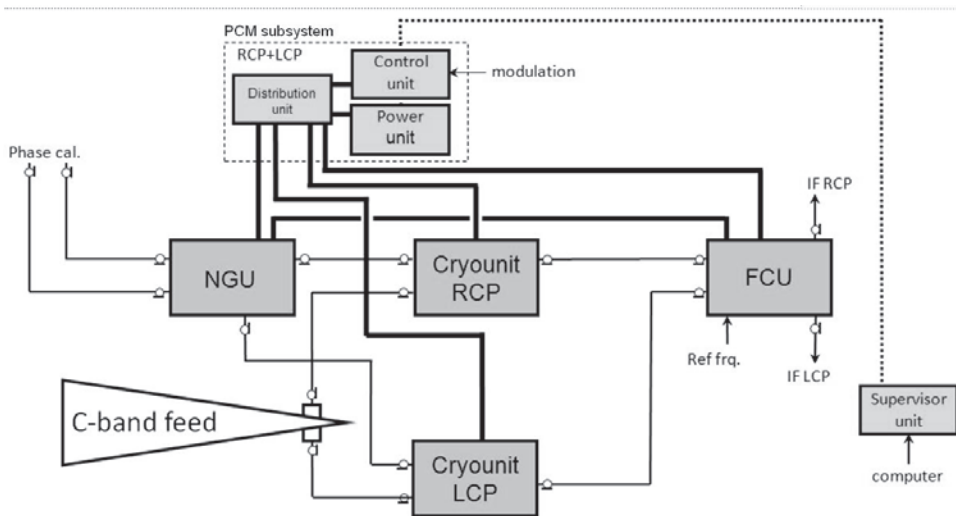 PCM subsystem
RCP+LCP
Control
unit
modulation
Distribution
unit
Power
unit
Phase cal.
IF RCP
NGU
Cryounit
RCP
FCU
Ref frq.
IF LCP
C-band feed
Supervisor
unit
Cryounit
LCP
computer